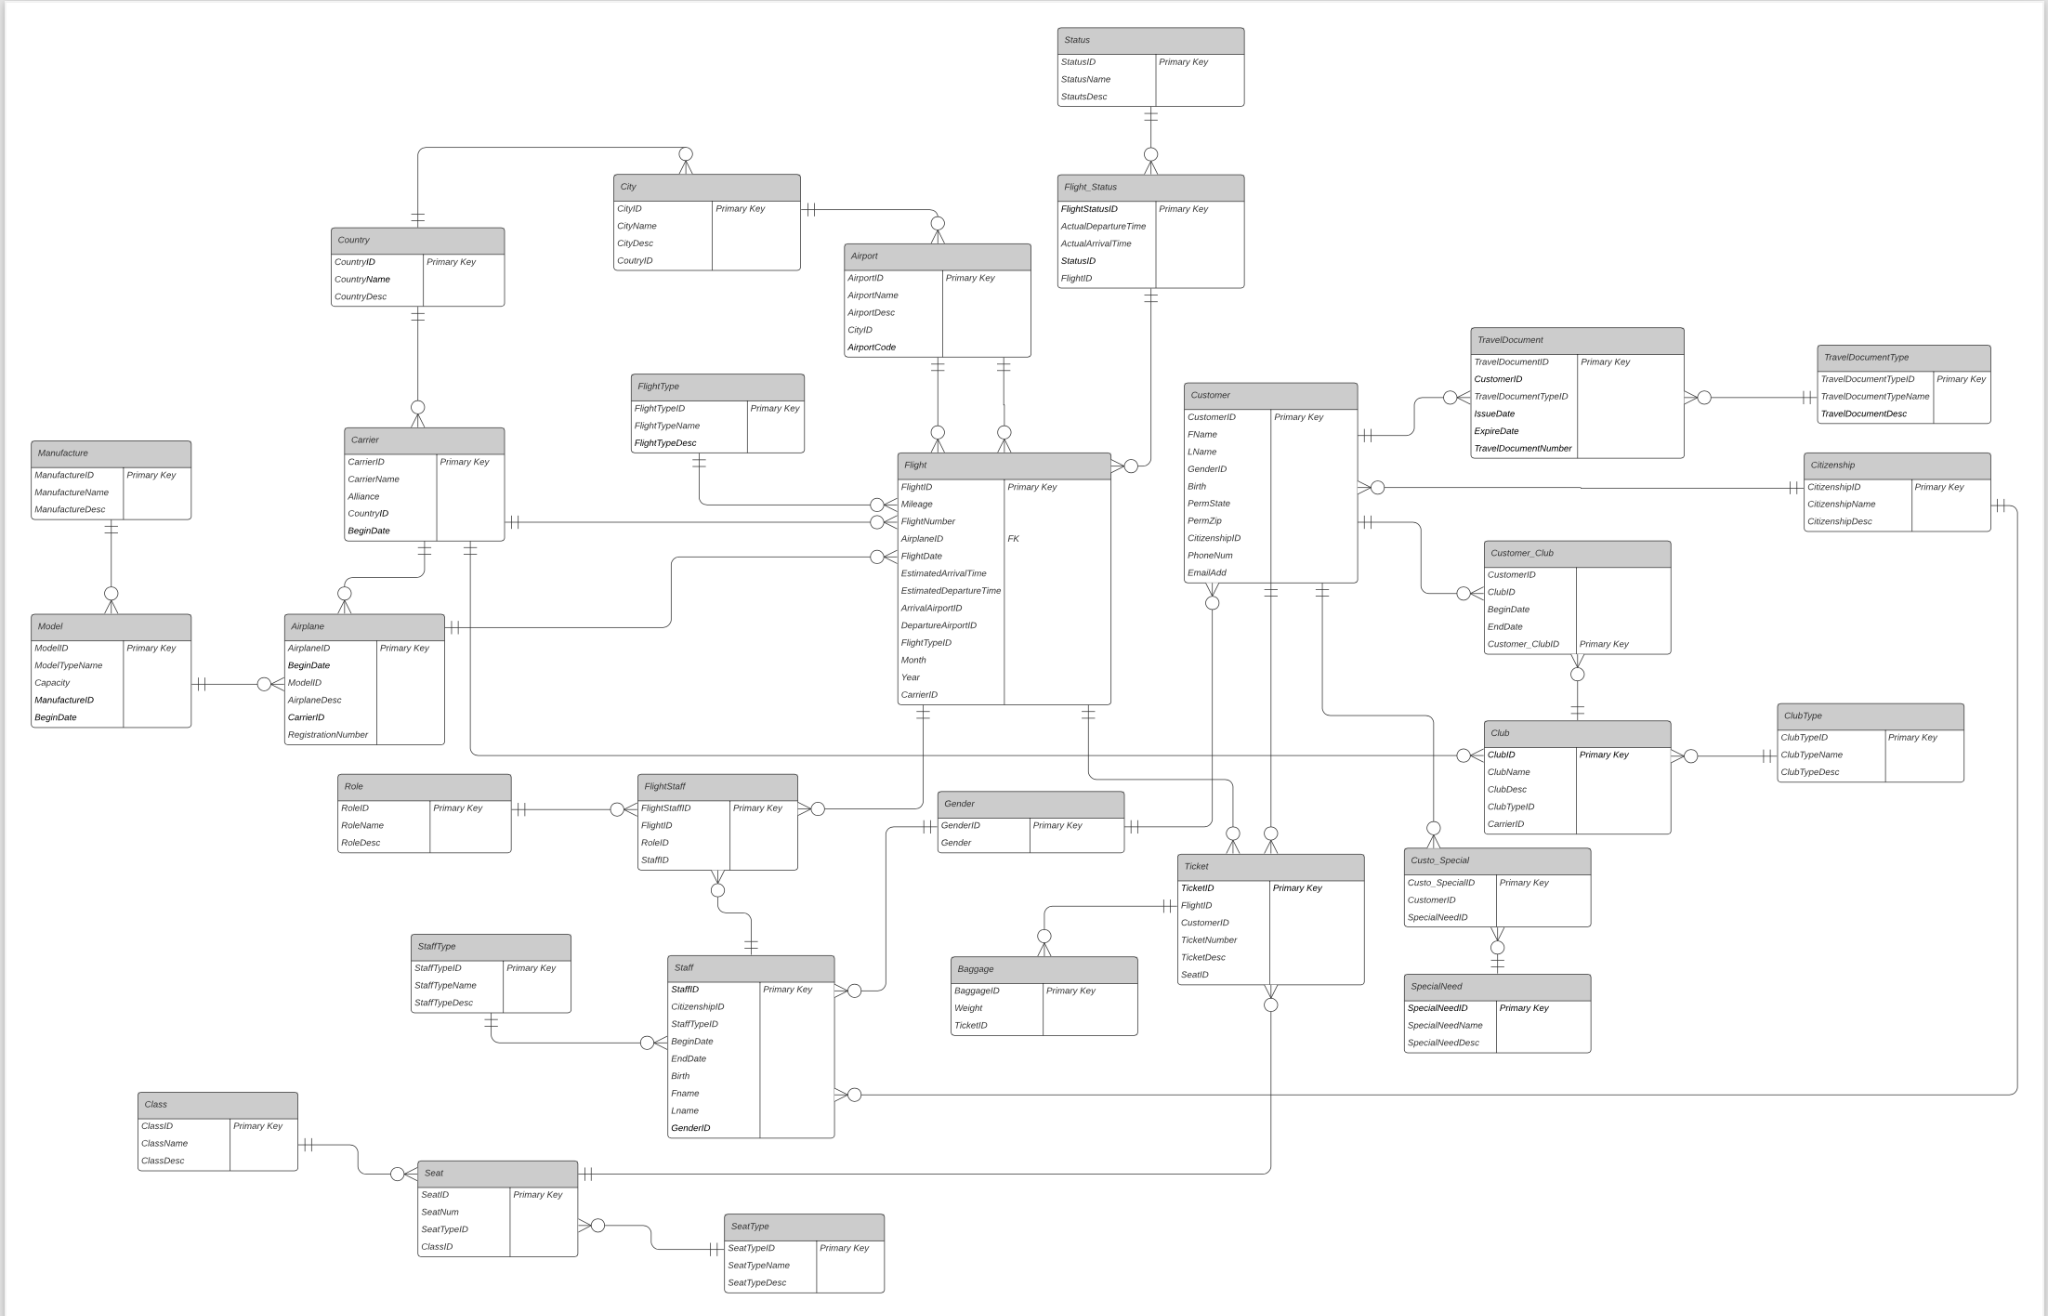 Status
StatusID Primary Key
StatusName
StautsDesc
City
CityID Primary Key
CityName
CityDesc
CoutryID
Flight_Status
FlightStatusID Primary Key
ActualDepartureTime
ActualArrivalTime
StatusID
FlightID
Country
CountryID Primary Key
CountryName
CountryDesc
Airport
AirportID Primary Key
AirportName
AirportDesc
CityID
AirportCode
TravelDocument
TravelDocumentID Primary Key
CustomerID
TravelDocumentTypeID
IssueDate
ExpireDate
TravelDocumentNumber
TravelDocumentType
TravelDocumentTypeID Primary Key
TravelDocumentTypeName
TravelDocumentDesc
FlightType
FlightTypeID Primary Key
FlightTypeName
FlightTypeDesc
Customer
CustomerID Primary Key
FName
LName
GenderID
Birth
PermState
PermZip
CitizenshipID
PhoneNum
EmailAdd
Manufacture
ManufactureID Primary Key
ManufactureName
ManufactureDesc
Carrier
CarrierID Primary Key
CarrierName
Alliance
CountryID
BeginDate
Flight
FlightID Primary Key
Mileage
FlightNumber
AirplaneID FK
FlightDate
EstimatedArrivalTime
EstimatedDepartureTime
ArrivalAirportID
DepartureAirportID
FlightTypeID
Month
Year
CarrierID
Citizenship
CitizenshipID Primary Key
CitizenshipName
CitizenshipDesc
Customer_Club
CustomerID
ClubID
BeginDate
EndDate
Customer_ClubID Primary Key
Model
ModelID Primary Key
ModelTypeName
Capacity
ManufactureID
BeginDate
Airplane
AirplaneID Primary Key
BeginDate
ModelID
AirplaneDesc
CarrierID
RegistrationNumber
Club
ClubID Primary Key
ClubName
ClubDesc
ClubTypeID
CarrierID
ClubType
ClubTypeID Primary Key
ClubTypeName
ClubTypeDesc
Role
RoleID Primary Key
RoleName
RoleDesc
FlightStaff
FlightStaffID Primary Key
FlightID
RoleID
StaffID
Gender
GenderID Primary Key
Gender
Ticket
TicketID Primary Key
FlightID
CustomerID
TicketNumber
TicketDesc
SeatID
Custo_Special
Custo_SpecialID Primary Key
CustomerID
SpecialNeedID
StaffType
StaffTypeID Primary Key
StaffTypeName
StaffTypeDesc
Staff
StaffID Primary Key
CitizenshipID
StaffTypeID
BeginDate
EndDate
Birth
Fname
Lname
GenderID
Baggage
BaggageID Primary Key
Weight
TicketID
SpecialNeed
SpecialNeedID Primary Key
SpecialNeedName
SpecialNeedDesc
Class
ClassID Primary Key
ClassName
ClassDesc
Seat
SeatID Primary Key
SeatNum
SeatTypeID
ClassID
SeatType
SeatTypeID Primary Key
SeatTypeName
SeatTypeDesc